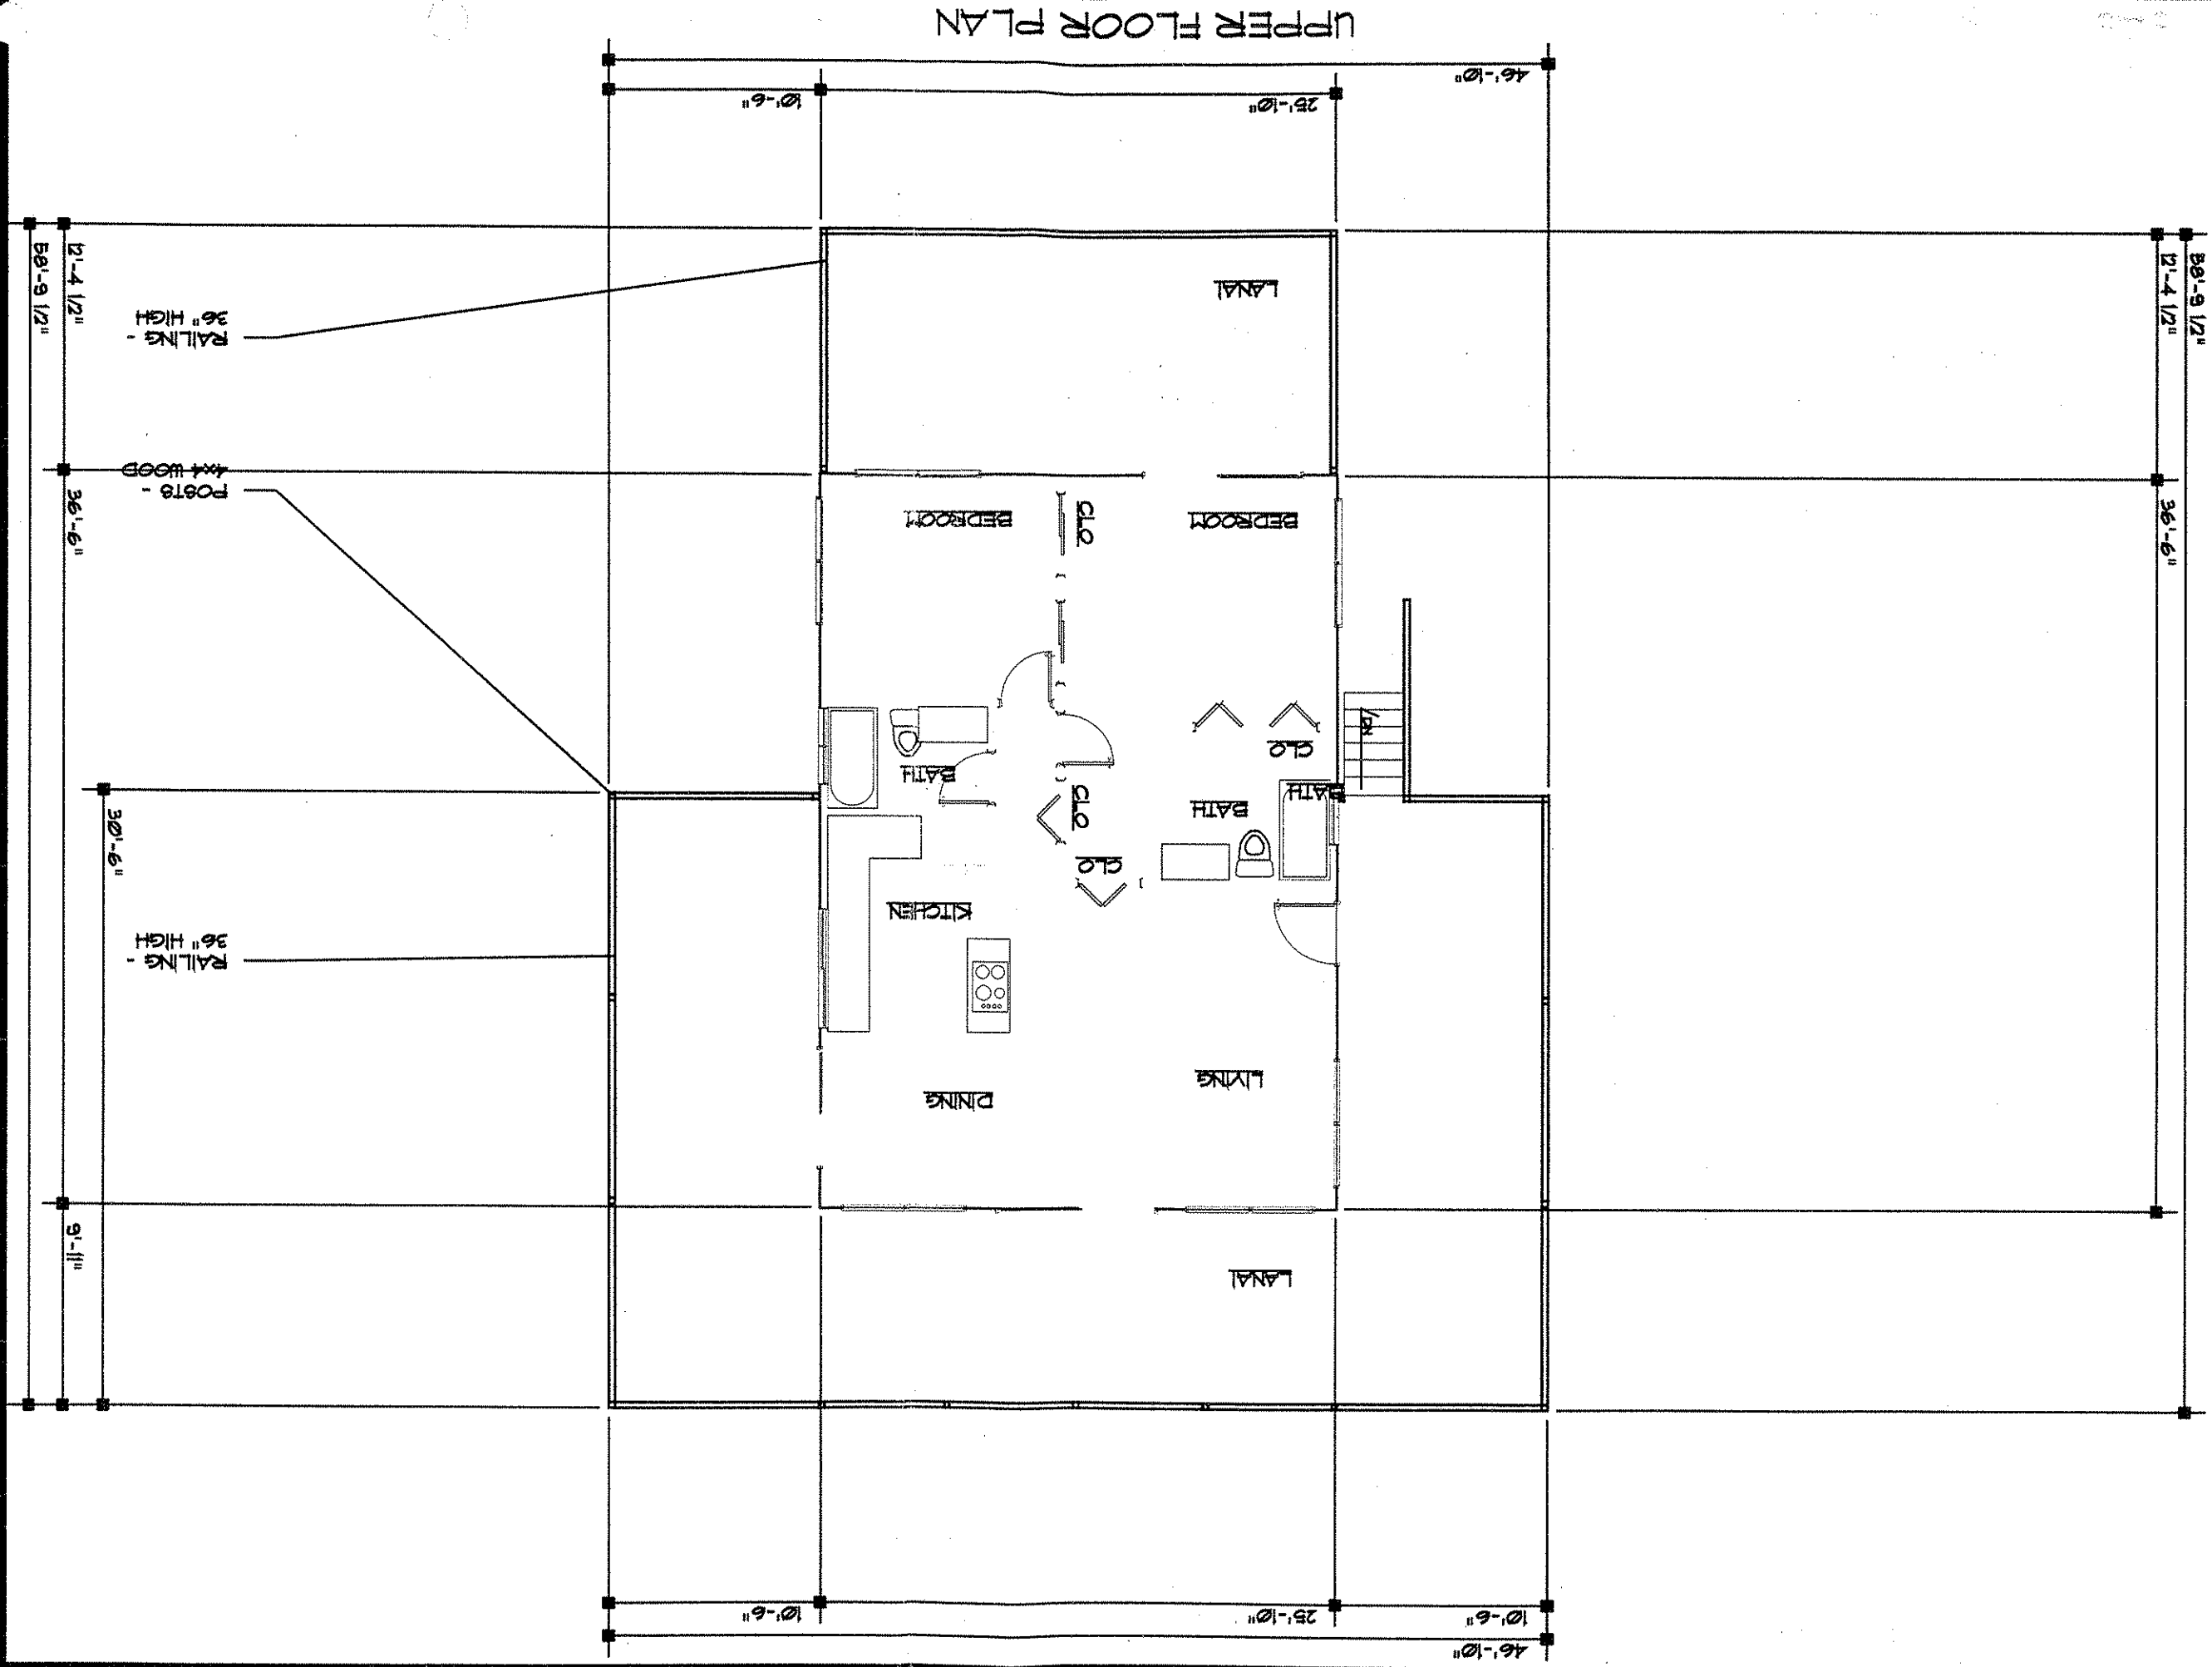 46'-10"
10'-6"
25'-10"
10'-6"
LANAI
9'-11"
LIVING
DINING
RAILING -
36" HIGH
KITCHEN
CLO
30'-6"
BATH
CLO
BATH
BATH
CLO
DN
BEDROOM
CLO
BEDROOM
36'-6"
36'-6"
POSTS -
4X4 WOOD
RAILING -
36" HIGH
LANAI
58'-9 1/2"
12'-4 1/2"
12'-4 1/2"
58'-9 1/2"
25'-10"
10'-6"
46'-10"
UPPER FLOOR PLAN